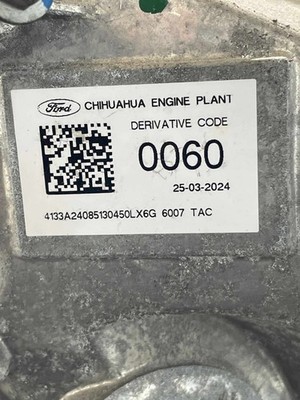 Ford CHIHUAHUA ENGINE PLANT
DERIVATIVE CODE
0060
25-03-2024
4133A24085130450LX6G 6007 TAC